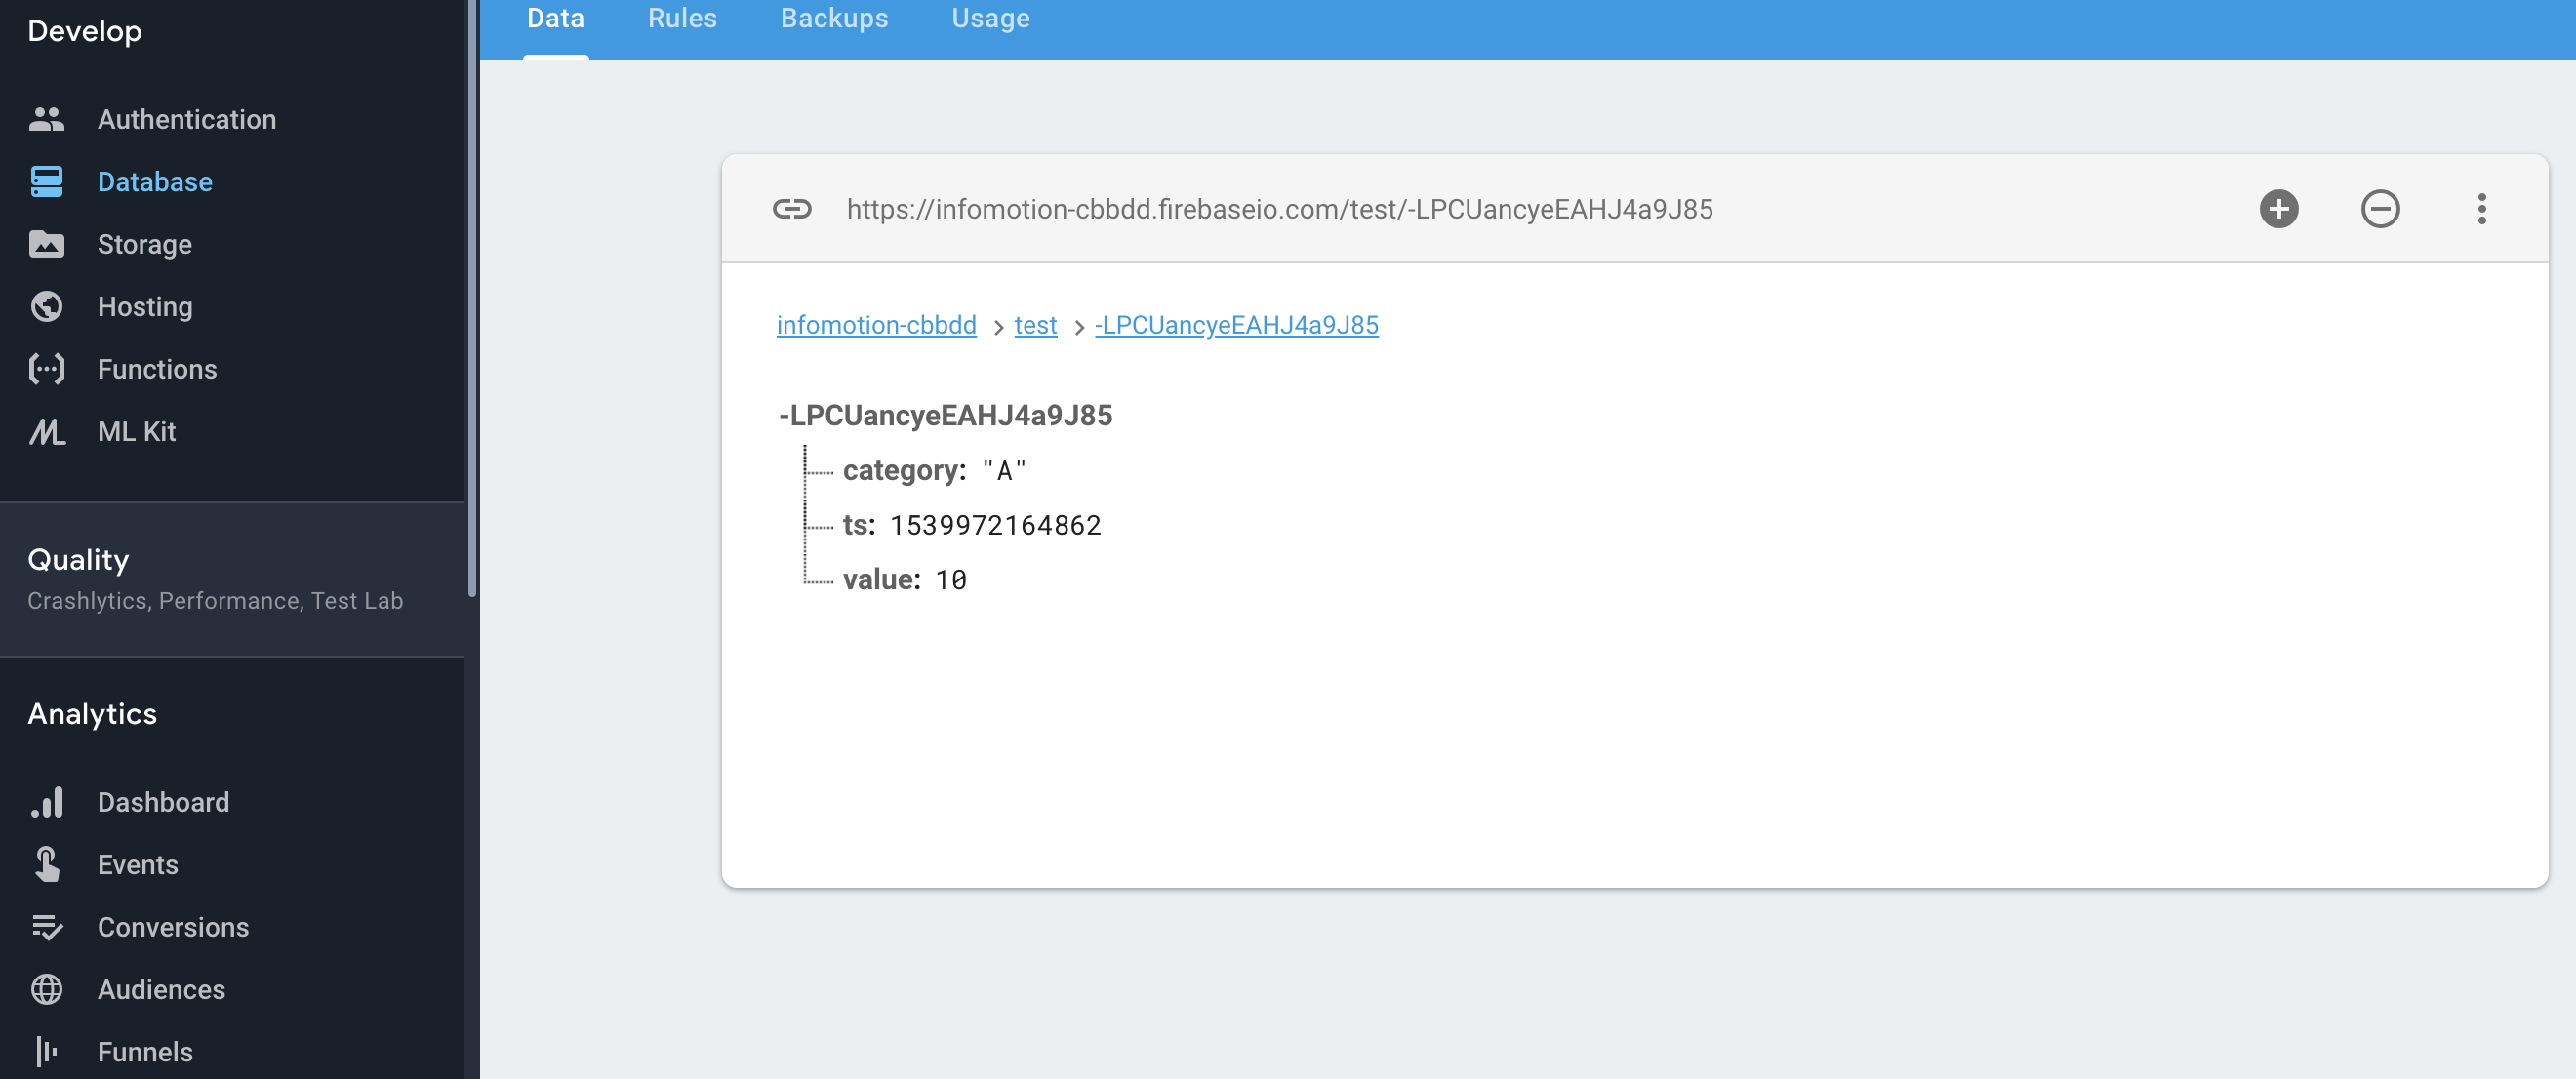 Develop
Authentication
Database
Storage
Hosting
Functions
ML Kit
Quality
Crashlytics, Performance, Test Lab
Analytics
Dashboard
Events
Conversions
Audiences
Funnels
Data Rules Backups Usage
https://infomotion-cbbdd.firebaseio.com/test/-LPCUancyeEAHJ4a9J85
infomotion-cbbdd > test > -LPCUancyeEAHJ4a9J85
-LPCUancyeEAHJ4a9J85
category: "A"
ts: 1539972164862
value: 10